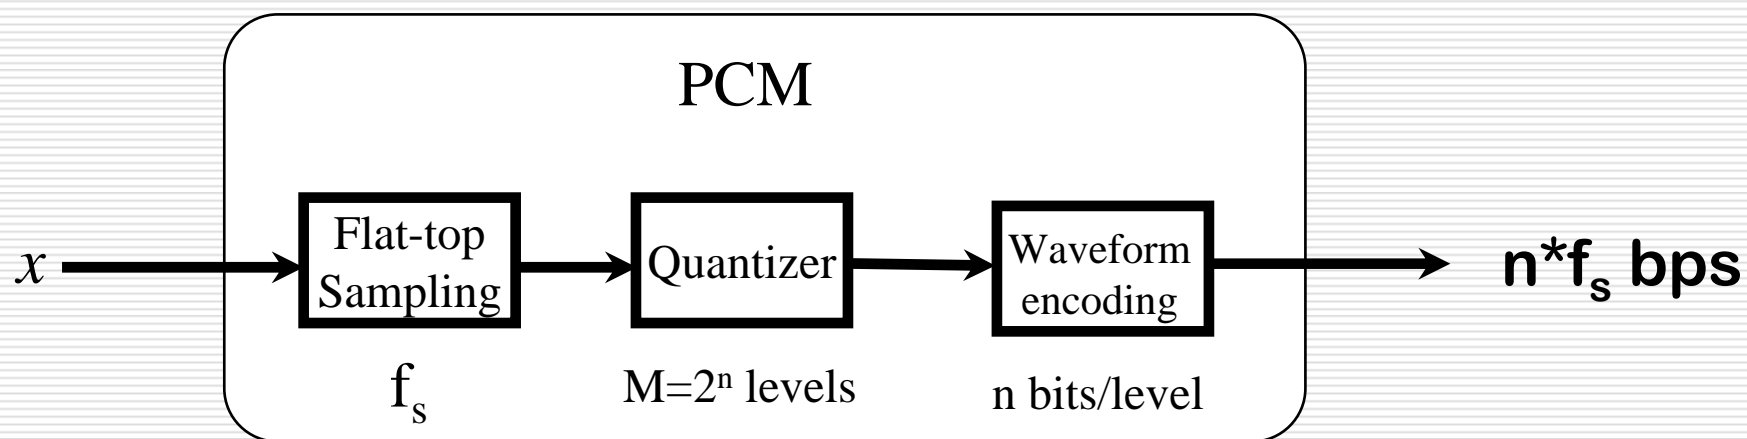 PCM
x
Flat-top
Sampling
Quantizer
Waveform
encoding
n*fₛ bps
fₛ
M=2ⁿ levels
n bits/level